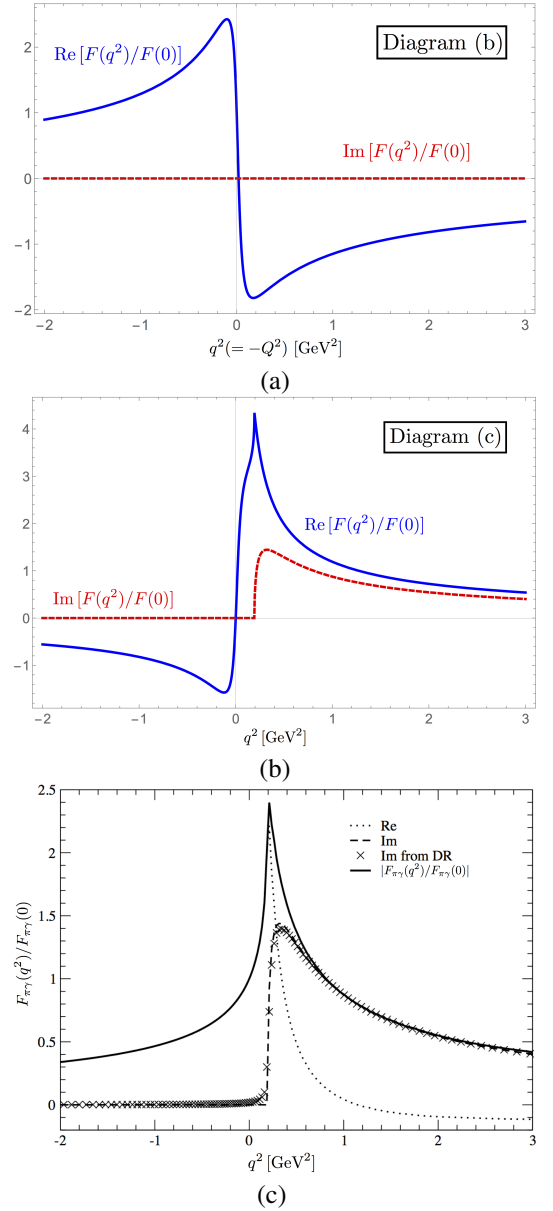 Re [F(q²)/F(0)]
Diagram (b)
Im [F(q²)/F(0)]
2
1
0
−1
−2
−2 −1 0 1 2 3
q²(= −Q²) [GeV²]
(a)
Diagram (c)
4
3
2
1
0
−1
Re [F(q²)/F(0)]
Im [F(q²)/F(0)]
−2 −1 0 1 2 3
q² [GeV²]
(b)
2.5
2
1.5
1
0.5
0
F_πγ(q²)/F_πγ(0)
Re
Im
Im from DR
|F_πγ(q²)/F_πγ(0)|
-2 -1 0 1 2 3
q² [GeV²]
(c)